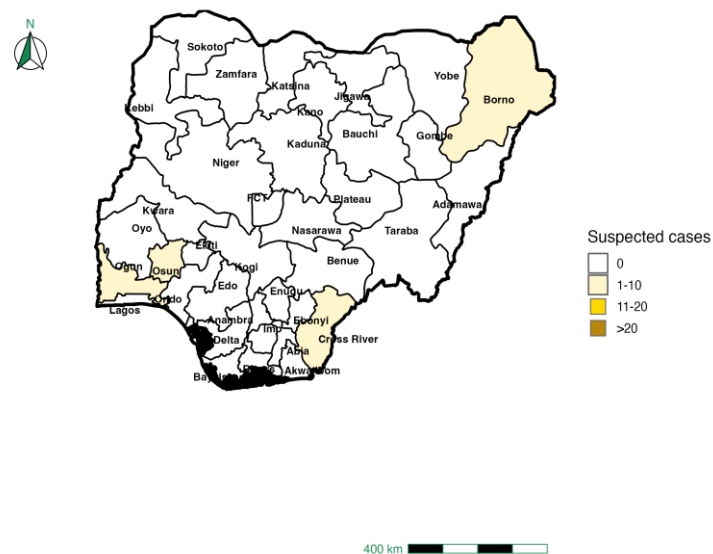 N
Sokoto
Zamfara
Katsina
Yobe
Jigawa
Borno
Kebbi
Kano
Bauchi
Gombe
Kaduna
Niger
FCT
Plateau
Adamawa
Kwara
Oyo
Nasarawa
Taraba
Suspected cases
Ekiti
Benue
0
Ogun
Osun
Kogi
1-10
Edo
Enugu
11-20
Ondo
Lagos
Anambra
Ebonyi
>20
Imo
Delta
Cross River
Abia
Akwa Ibom
400 km